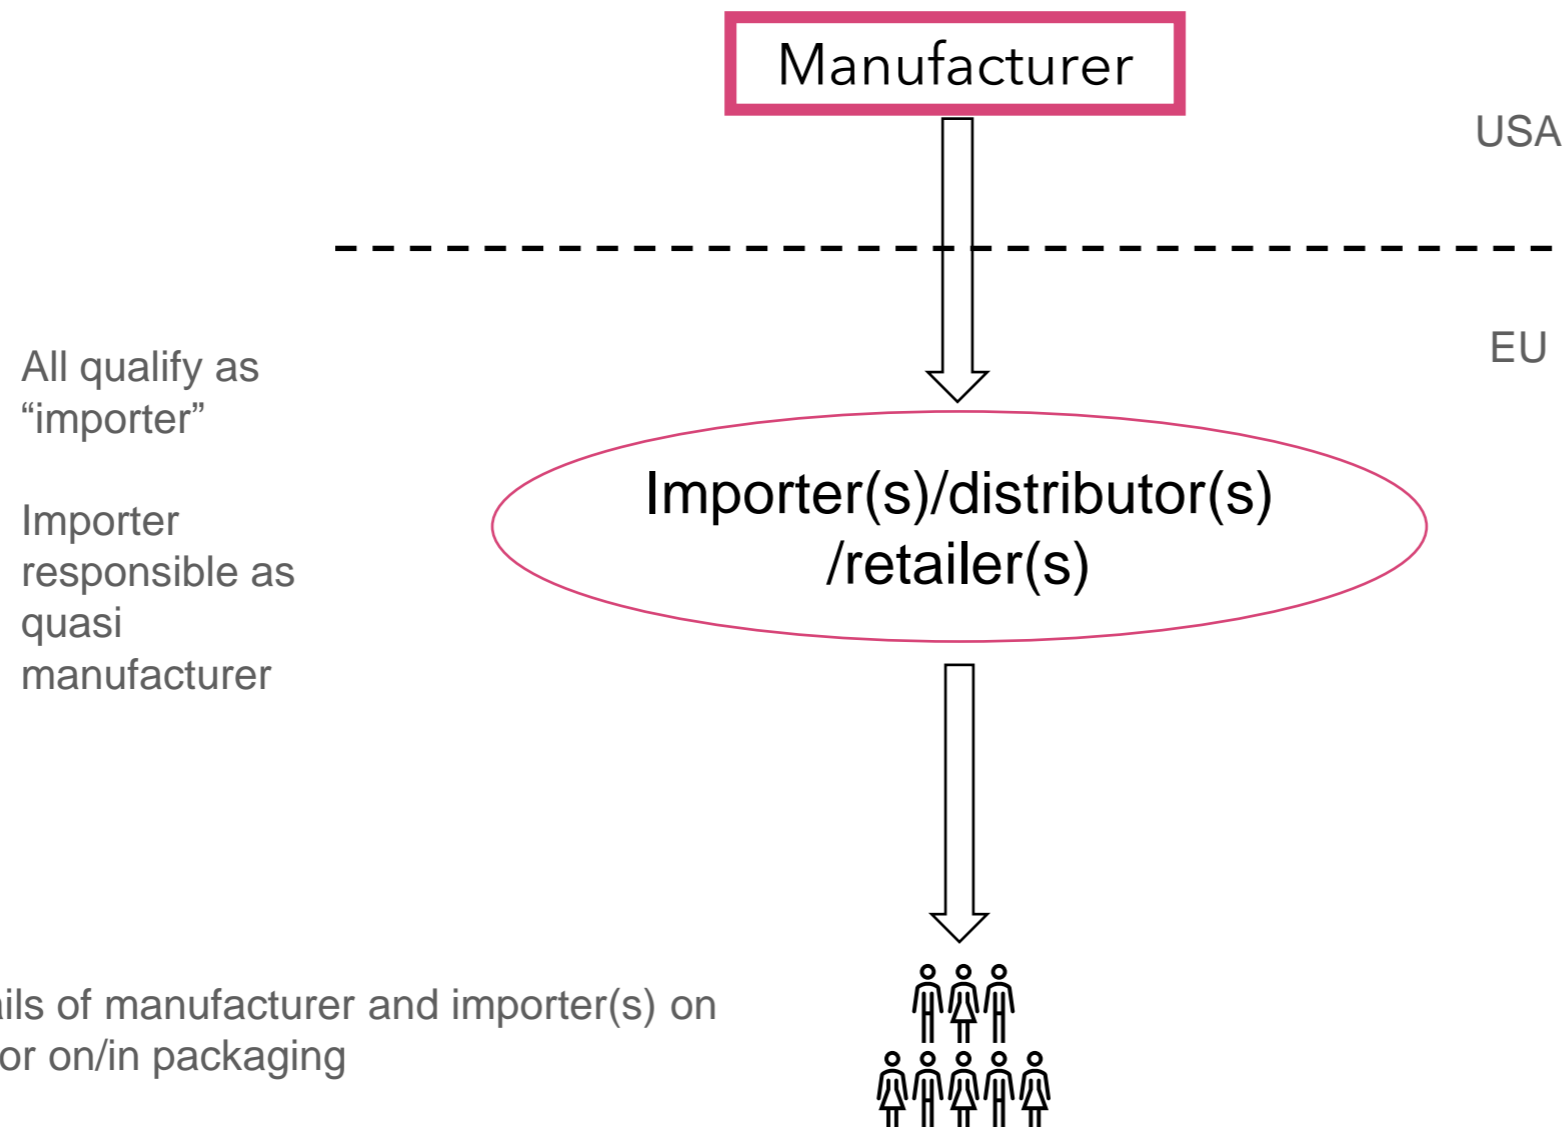 Manufacturer
USA
EU
All qualify as
“importer”
Importer
responsible as
quasi
manufacturer
Importer(s)/distributor(s)
/retailer(s)
ils of manufacturer and importer(s) on
or on/in packaging